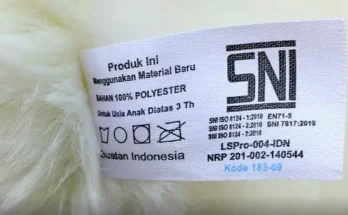 Produk Ini
Menggunakan Material Baru
BAHAN 100% POLYESTER
Untuk Usia Anak Diatas 3 Th
Buatan Indonesia
SNI
SNI ISO 8124 - 1:2010 EN71-5
SNI ISO 8124 - 2:2010 SNI 7617:2010
SNI ISO 8124 - 3:2010
LSPro-004-IDN
NRP 201-002-140544
Kode 183-09